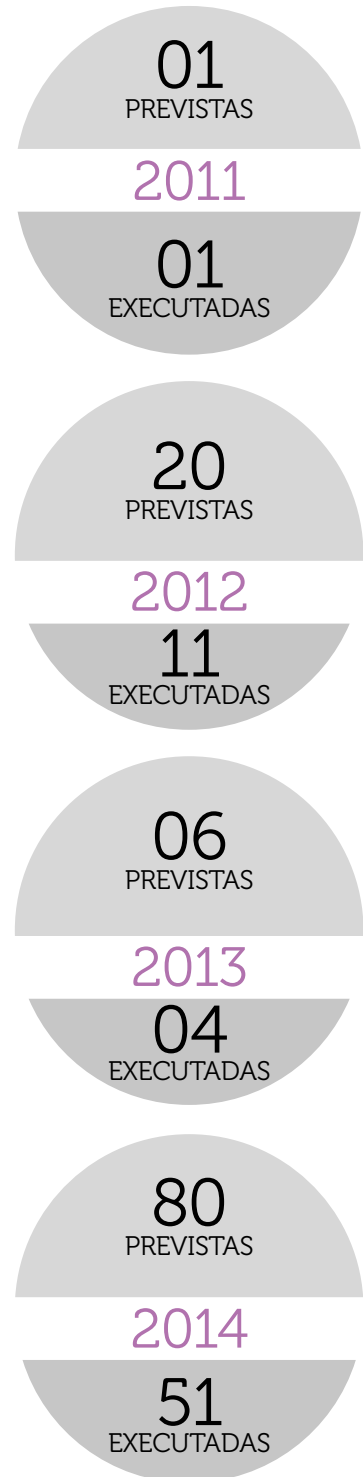 01
PREVISTAS
2011
01
EXECUTADAS
20
PREVISTAS
2012
11
EXECUTADAS
06
PREVISTAS
2013
04
EXECUTADAS
80
PREVISTAS
2014
51
EXECUTADAS